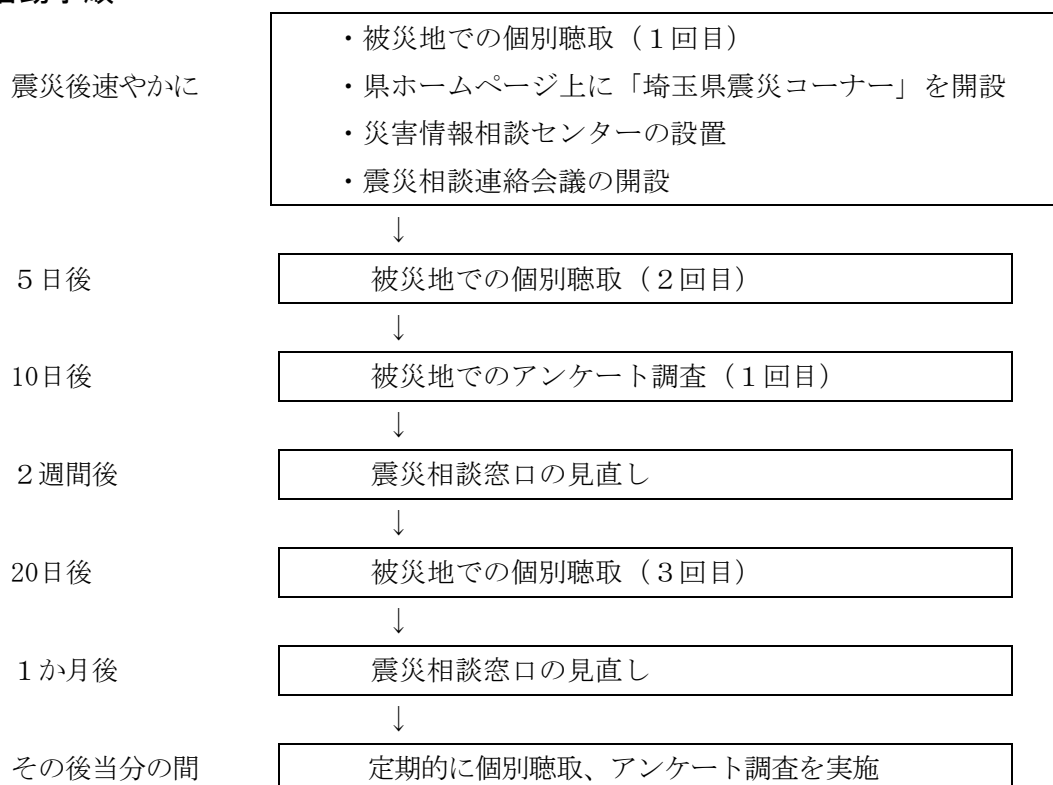 ・被災地での個別聴取（１回目）
震災後速やかに　・県ホームページ上に「埼玉県震災コーナー」を開設
・災害情報相談センターの設置
・震災相談連絡会議の開設
↓
５日後　被災地での個別聴取（２回目）
↓
10日後　被災地でのアンケート調査（１回目）
↓
２週間後　震災相談窓口の見直し
↓
20日後　被災地での個別聴取（３回目）
↓
１か月後　震災相談窓口の見直し
↓
その後当分の間　定期的に個別聴取、アンケート調査を実施